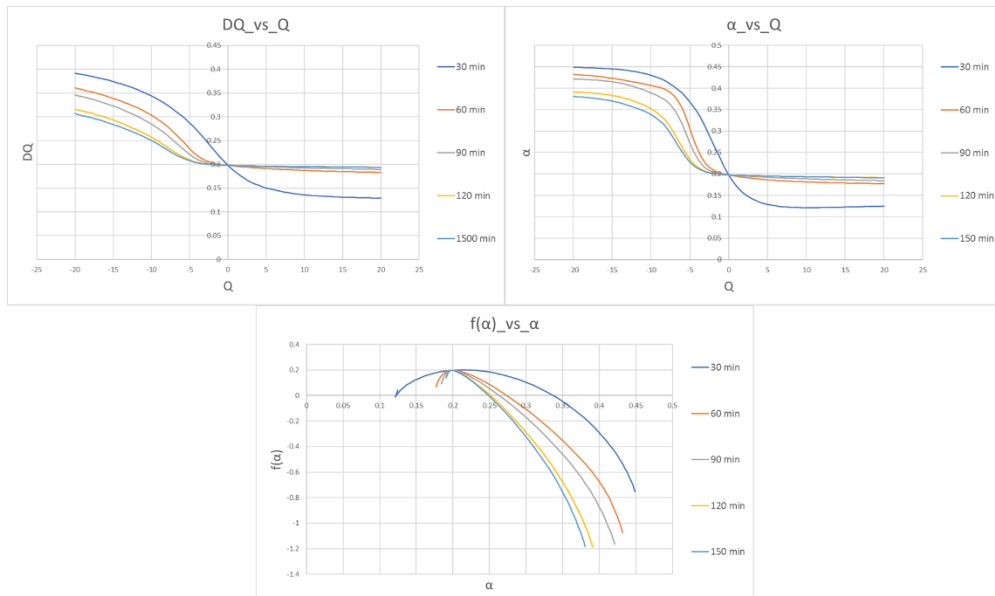 DQ_vs_Q
DQ
0.45
0.4
0.35
0.3
0.25
0.2
0.15
0.1
0.05
0
-25
-20
-15
-10
-5
0
5
10
15
20
25
Q
30 min
60 min
90 min
120 min
1500 min
α_vs_Q
α
0.5
0.45
0.4
0.35
0.3
0.25
0.2
0.15
0.1
0.05
0
-25
-20
-15
-10
-5
0
5
10
15
20
25
Q
30 min
60 min
90 min
120 min
150 min
f(α)_vs_α
f(α)
0.4
0.2
0
-0.2
-0.4
-0.6
-0.8
-1
-1.2
-1.4
0
0.05
0.1
0.15
0.2
0.25
0.3
0.35
0.4
0.45
0.5
α
30 min
60 min
90 min
120 min
150 min